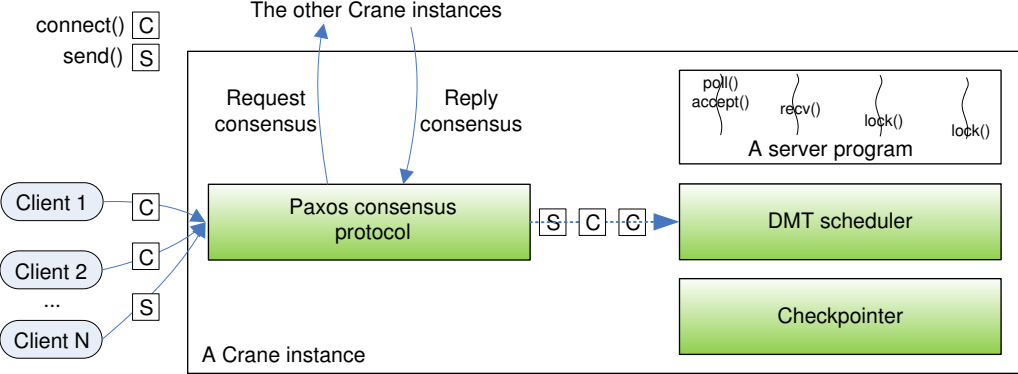 The other Crane instances
connect() C
send() S
Request
consensus
Reply
consensus
poll()
accept()
recv()
lock()
lock()
A server program
Client 1
C
Client 2
C
...
Client N
S
Paxos consensus
protocol
S C C
DMT scheduler
Checkpointer
A Crane instance